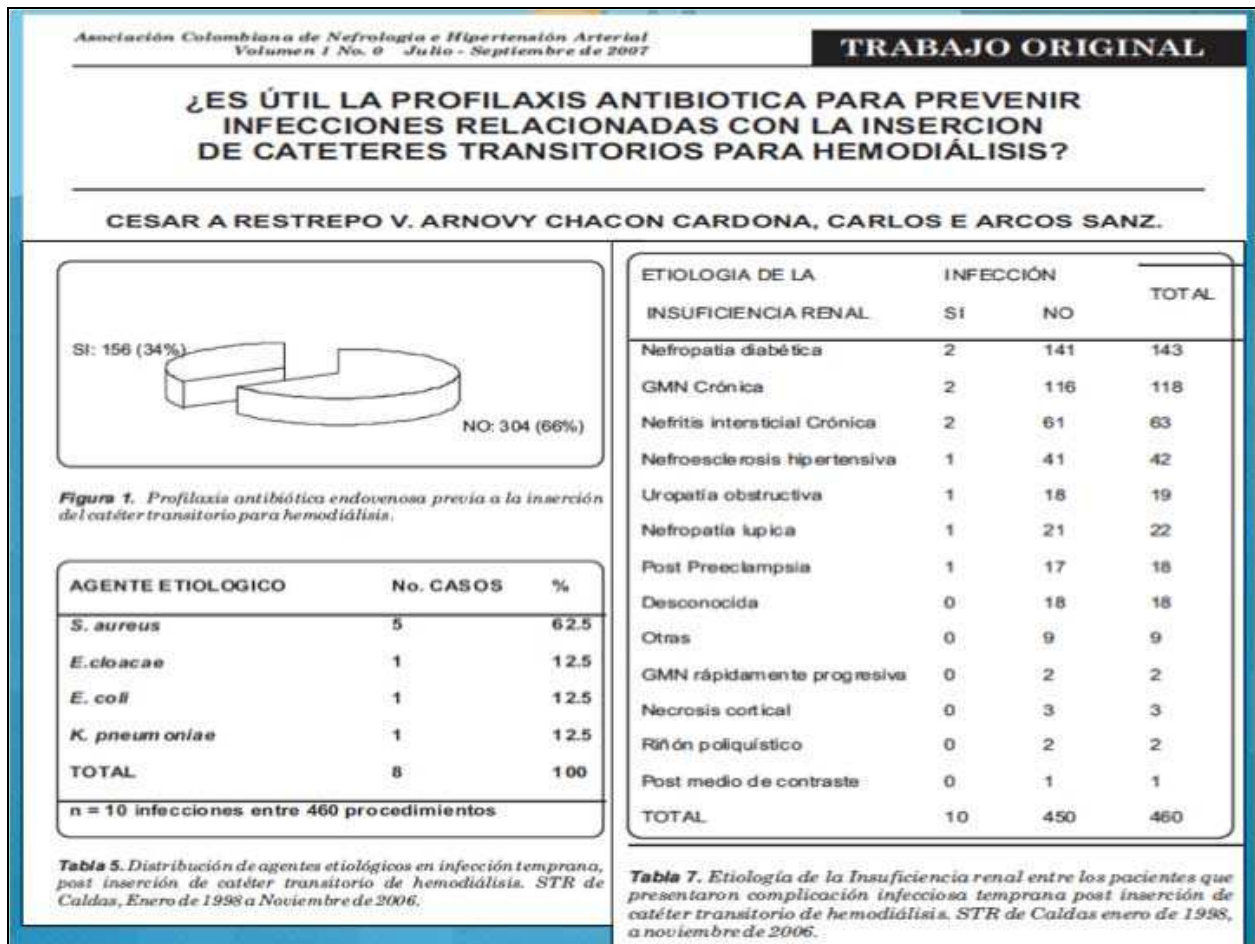 Asociación Colombiana de Nefrología e Hipertensión Arterial
Volumen 1 No. 0 Julio - Septiembre de 2007
TRABAJO ORIGINAL
¿ES ÚTIL LA PROFILAXIS ANTIBIOTICA PARA PREVENIR
INFECCIONES RELACIONADAS CON LA INSERCION
DE CATETERES TRANSITORIOS PARA HEMODIÁLISIS?
CESAR A RESTREPO V. ARNOVY CHACON CARDONA, CARLOS E ARCOS SANZ.
SI: 156 (34%)
NO: 304 (66%)
Figura 1. Profilaxis antibiótica endovenosa previa a la inserción
del catéter transitorio para hemodiálisis.
AGENTE ETIOLOGICO No. CASOS %
S. aureus 5 62.5
E.cloacae 1 12.5
E. coli 1 12.5
K. pneumoniae 1 12.5
TOTAL 8 100
n = 10 infecciones entre 460 procedimientos
Tabla 5. Distribución de agentes etiológicos en infección temprana,
post inserción de catéter transitorio de hemodiálisis. STR de
Caldas, Enero de 1998 a Noviembre de 2006.
ETIOLOGIA DE LA INFECCIÓN
TOTAL
INSUFICIENCIA RENAL SI NO
Nefropatia diabética 2 141 143
GMN Crónica 2 116 118
Nefritis intersticial Crónica 2 61 63
Nefroesclerosis hipertensiva 1 41 42
Uropatía obstructiva 1 18 19
Nefropatía lupica 1 21 22
Post Preeclampsia 1 17 18
Desconocida 0 18 18
Otras 0 9 9
GMN rápidamente progresiva 0 2 2
Necrosis cortical 0 3 3
Riñón poliquístico 0 2 2
Post medio de contraste 0 1 1
TOTAL 10 450 460
Tabla 7. Etiología de la Insuficiencia renal entre los pacientes que
presentaron complicación infecciosa temprana post inserción de
catéter transitorio de hemodiálisis. STR de Caldas enero de 1998,
a noviembre de 2006.